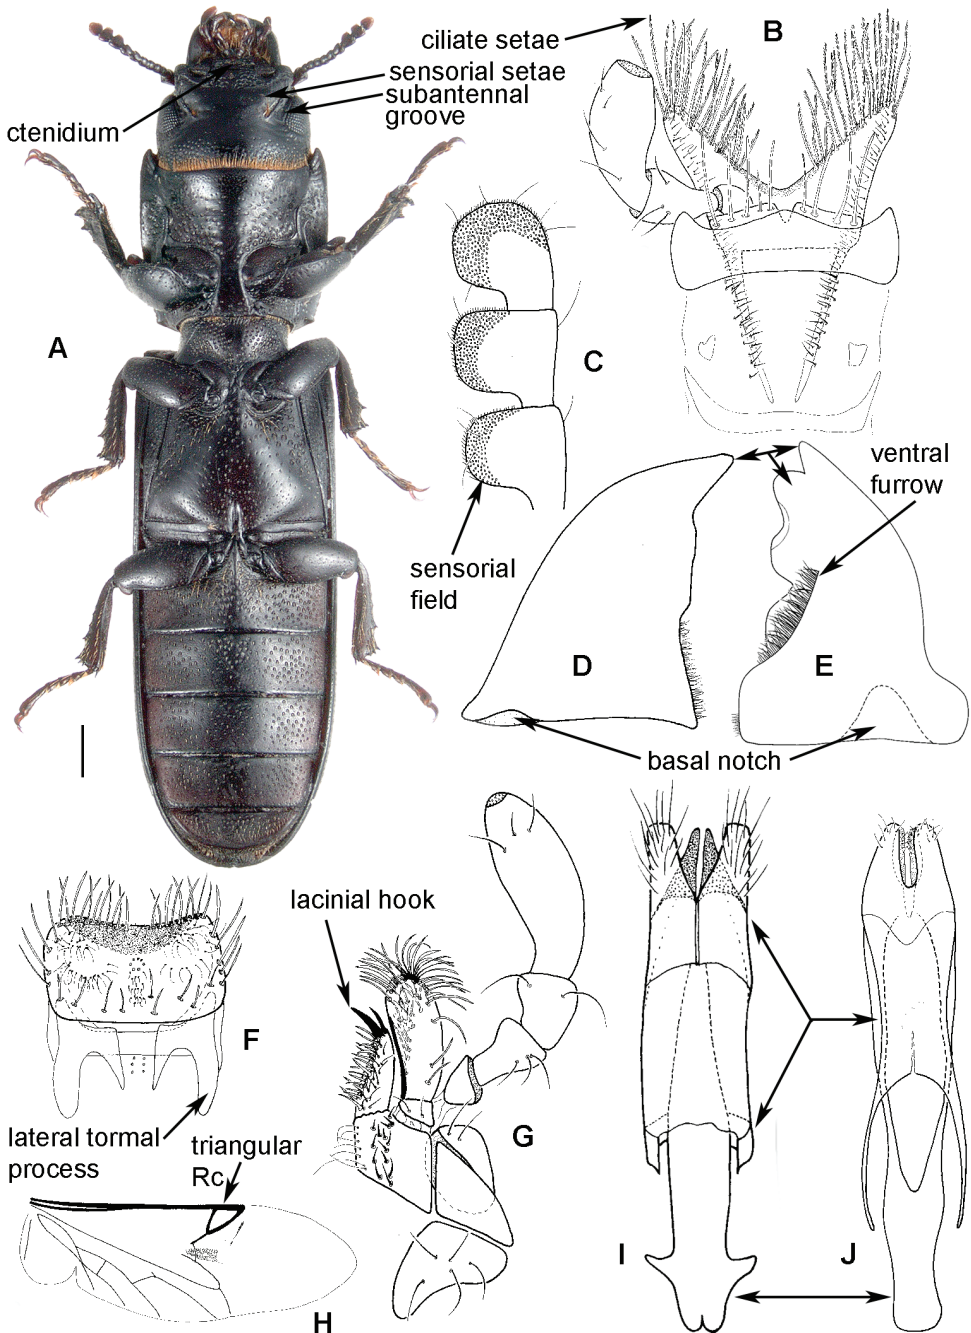 ciliate setae
B
sensorial setae
subantennal
groove
ctenidium
A
C
ventral
furrow
sensorial
field
D
E
basal notch
lacinial hook
F
G
lateral tormal
process
triangular
Rc
H
I
J